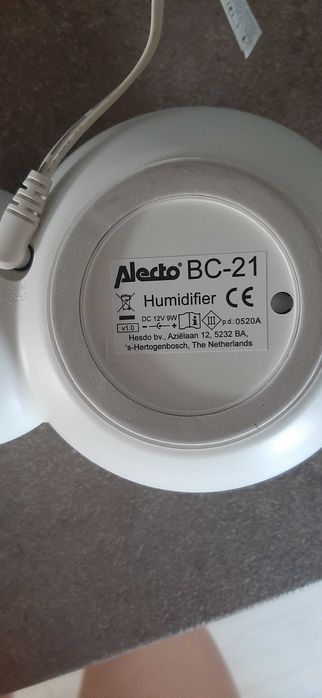 Alecto BC-21
Humidifier CE
v1.0 DC 12V 9W - + i III p.d.:0520A
Hesdo bv., Aziëlaan 12, 5232 BA,
's-Hertogenbosch, The Netherlands